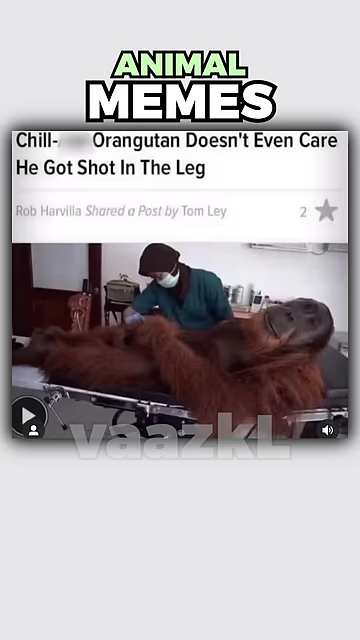 ANIMAL
MEMES
Chill- Orangutan Doesn't Even Care
He Got Shot In The Leg
Rob Harvilla Shared a Post by Tom Ley 2
vaazkL